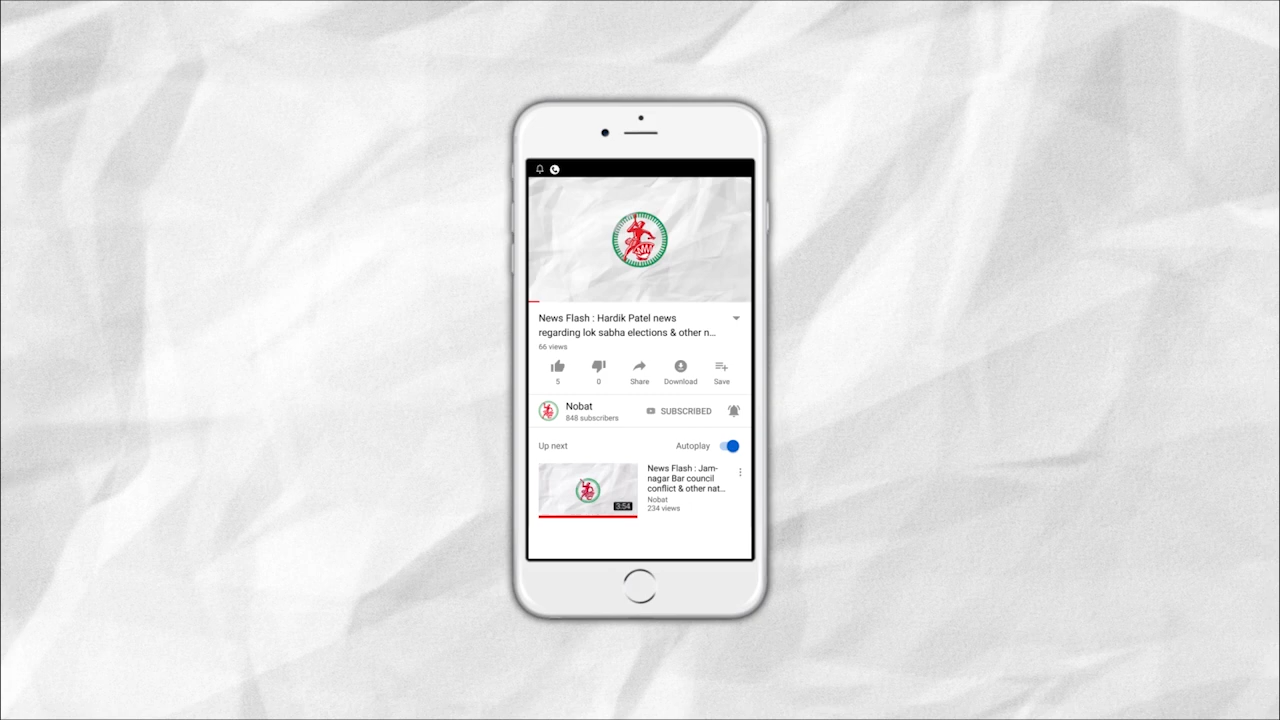 News Flash : Hardik Patel news
regarding lok sabha elections & other n...
66 views
5
0
Share
Download
Save
Nobat
848 subscribers
SUBSCRIBED
Up next
Autoplay
3:54
News Flash : Jam-
nagar Bar council
conflict & other nat...
Nobat
234 views